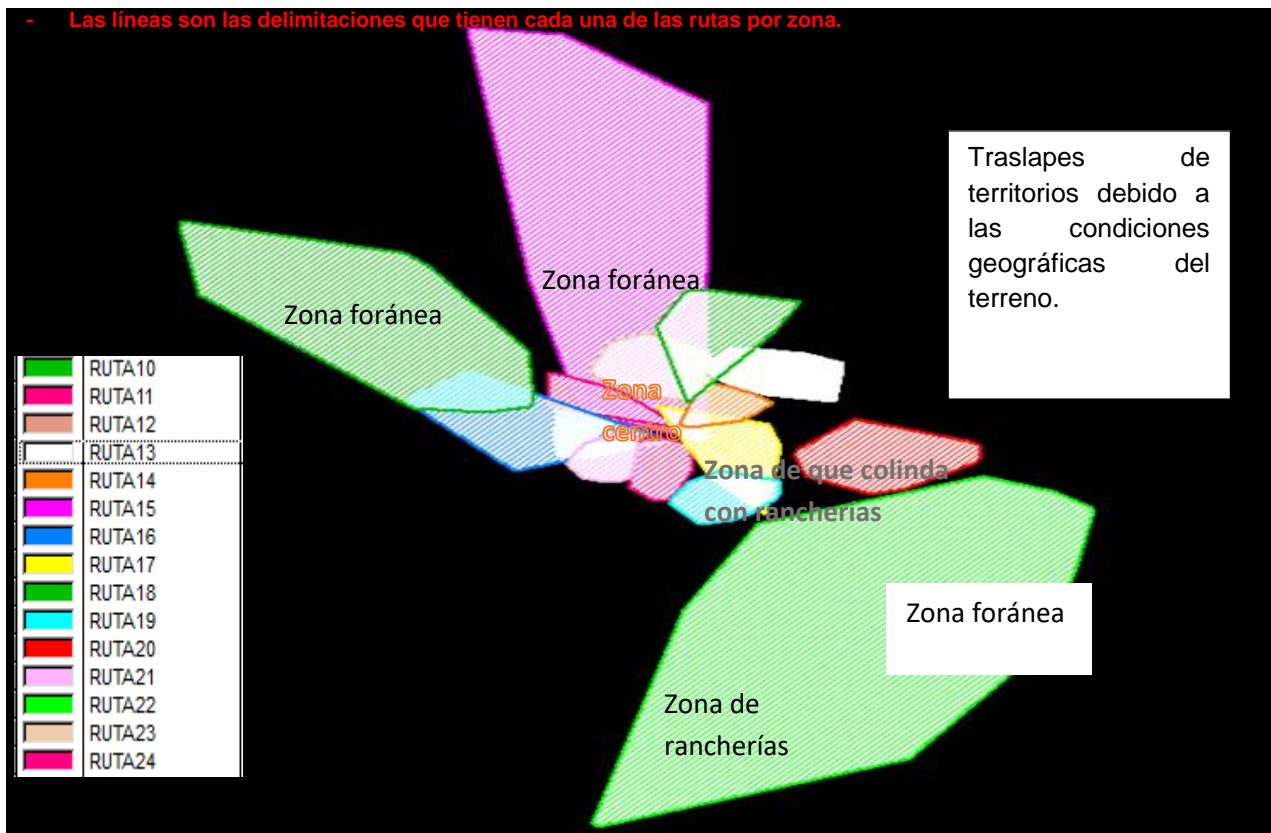 - Las líneas son las delimitaciones que tienen cada una de las rutas por zona.
Traslapes de
territorios debido a
las condiciones
geográficas del
terreno.
Zona foránea
Zona foránea
RUTA10
RUTA11
RUTA12
RUTA13
RUTA14
RUTA15
RUTA16
RUTA17
RUTA18
RUTA19
RUTA20
RUTA21
RUTA22
RUTA23
RUTA24
Zona
centro
Zona de que colinda
con rancherías
Zona foránea
Zona de
rancherías